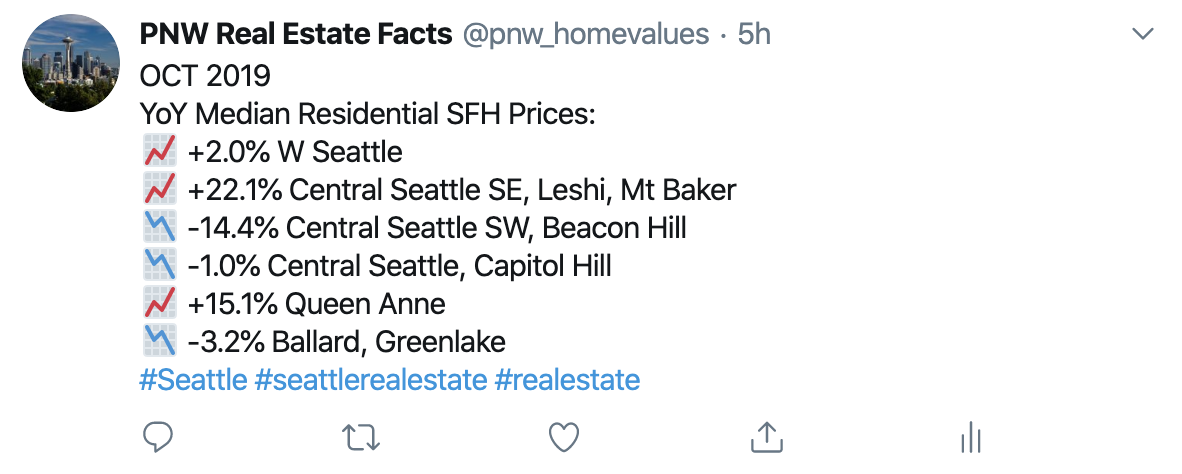 PNW Real Estate Facts @pnw_homevalues · 5h
OCT 2019
YoY Median Residential SFH Prices:
📈 +2.0% W Seattle
📈 +22.1% Central Seattle SE, Leshi, Mt Baker
📉 -14.4% Central Seattle SW, Beacon Hill
📉 -1.0% Central Seattle, Capitol Hill
📈 +15.1% Queen Anne
📉 -3.2% Ballard, Greenlake
#Seattle #seattlerealestate #realestate